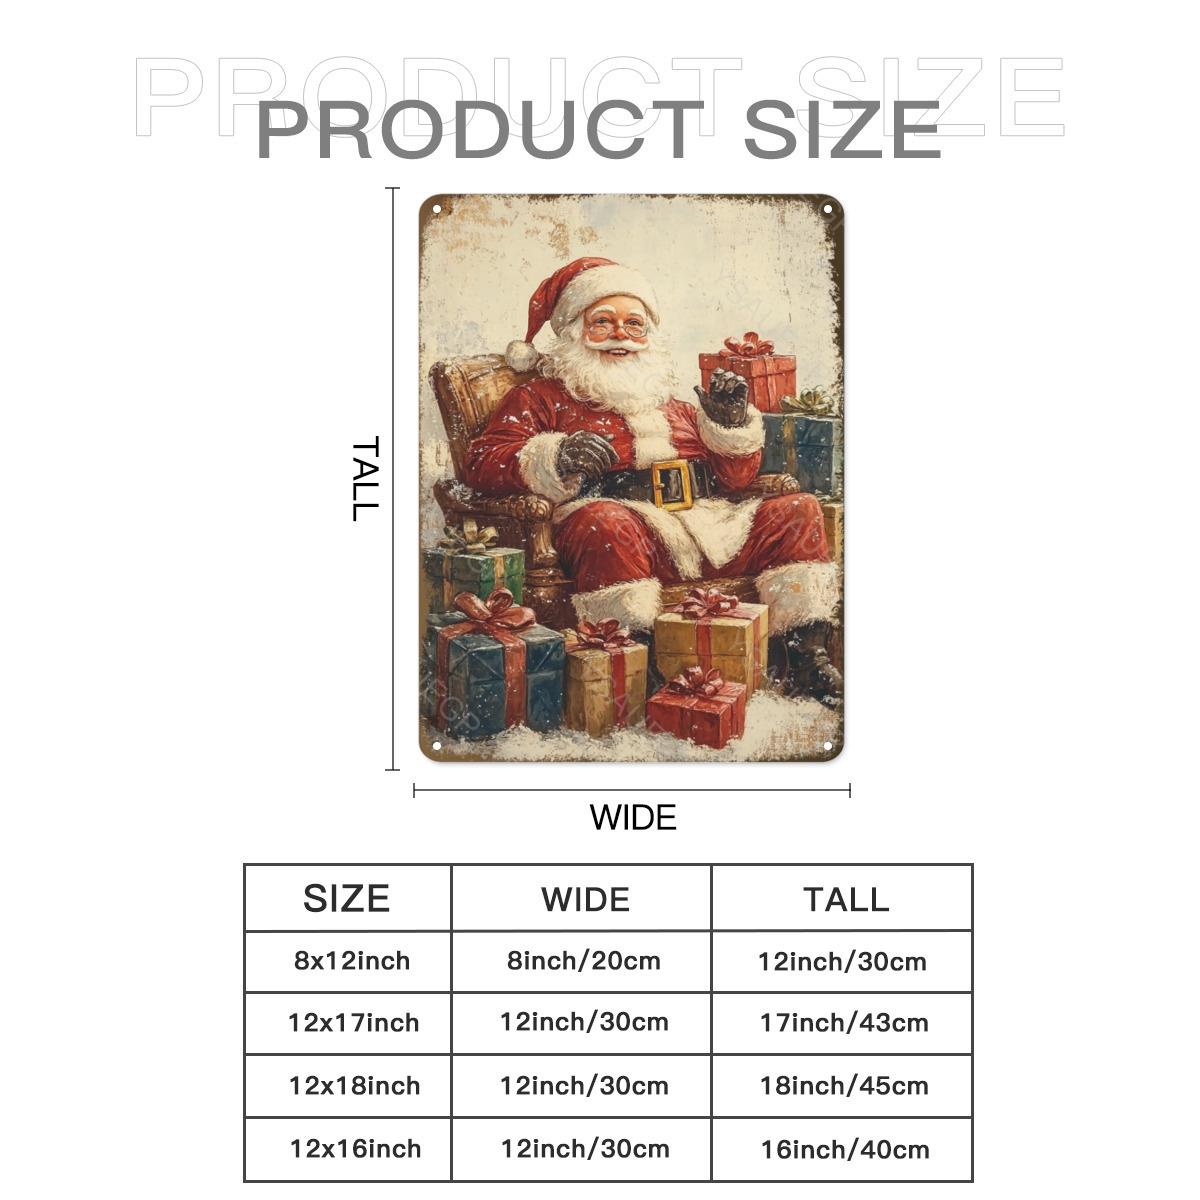 PRODUCT SIZE
PRODUCT SIZE
TALL
WIDE
SIZE WIDE TALL
8x12inch 8inch/20cm 12inch/30cm
12x17inch 12inch/30cm 17inch/43cm
12x18inch 12inch/30cm 18inch/45cm
12x16inch 12inch/30cm 16inch/40cm